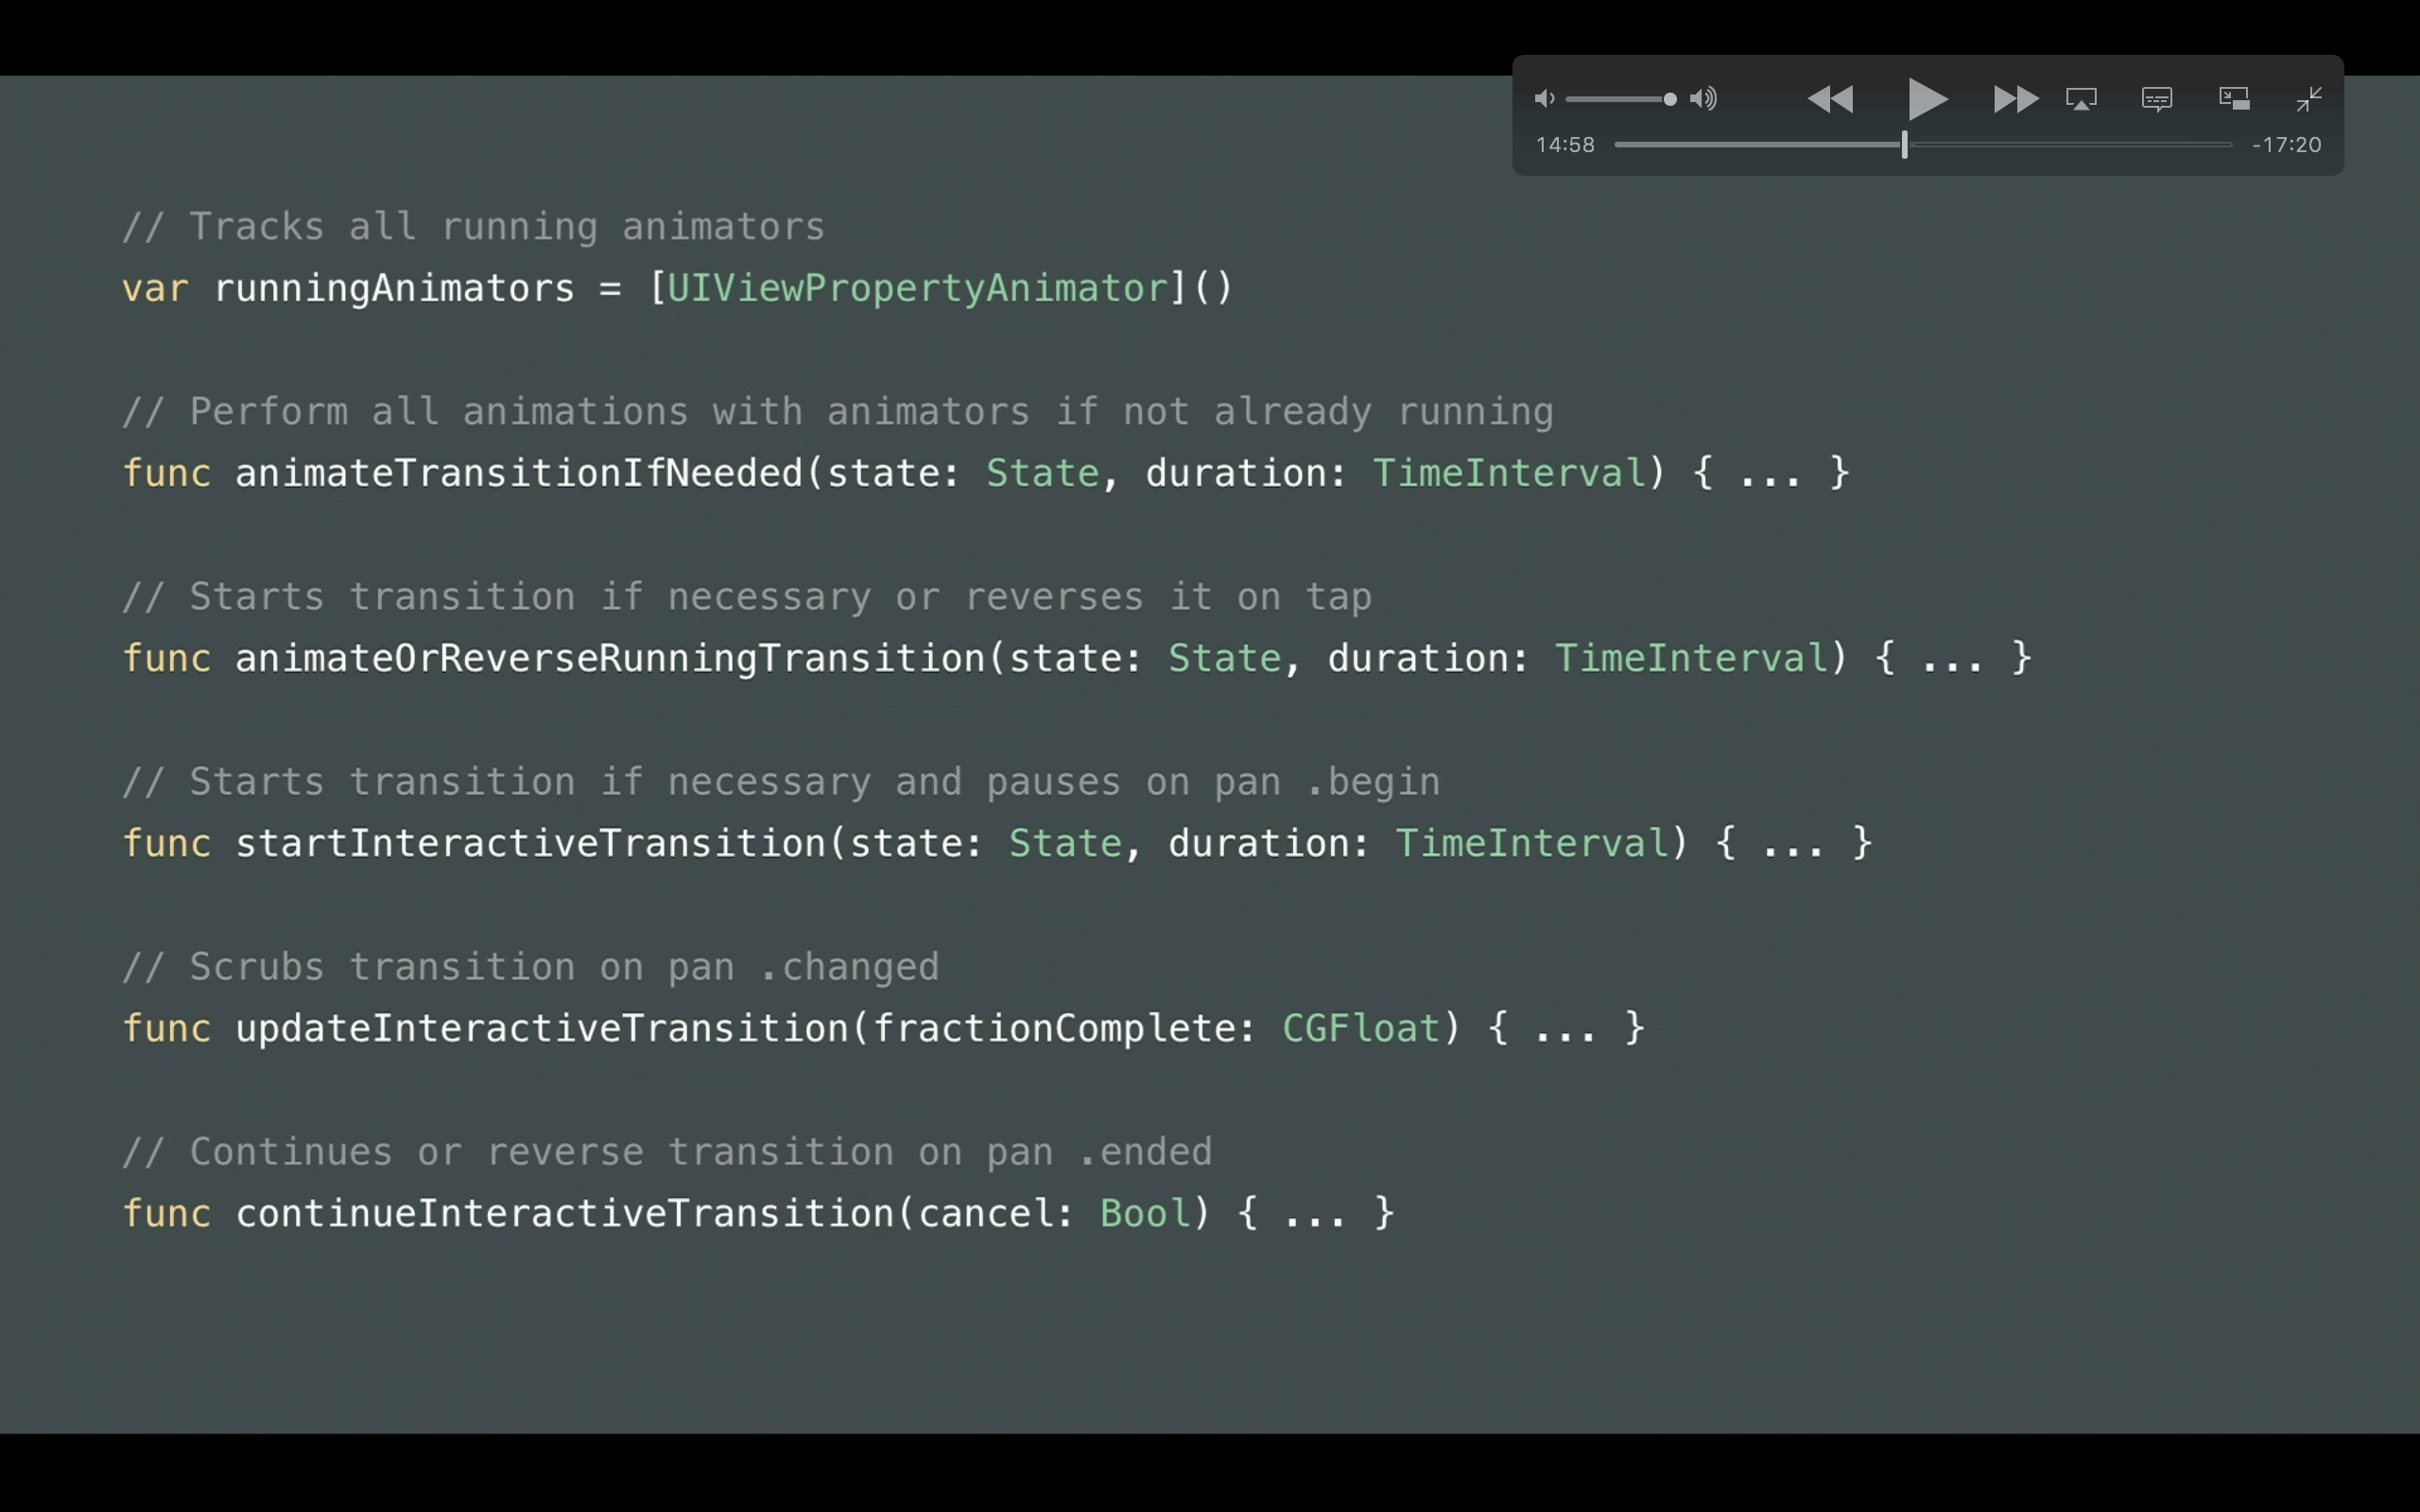 14:58
-17:20
// Tracks all running animators
var runningAnimators = [UIViewPropertyAnimator]()
// Perform all animations with animators if not already running
func animateTransitionIfNeeded(state: State, duration: TimeInterval) { ... }
// Starts transition if necessary or reverses it on tap
func animateOrReverseRunningTransition(state: State, duration: TimeInterval) { ... }
// Starts transition if necessary and pauses on pan .begin
func startInteractiveTransition(state: State, duration: TimeInterval) { ... }
// Scrubs transition on pan .changed
func updateInteractiveTransition(fractionComplete: CGFloat) { ... }
// Continues or reverse transition on pan .ended
func continueInteractiveTransition(cancel: Bool) { ... }